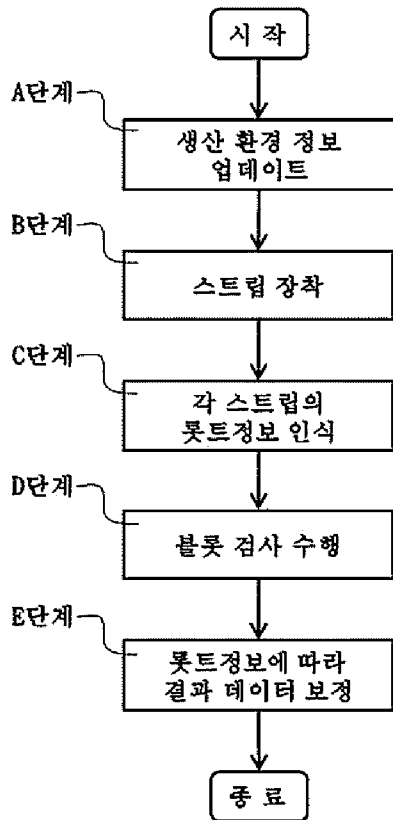 시 작
A단계
생산 환경 정보
업데이트
B단계
스트립 장착
C단계
각 스트립의
롯트정보 인식
D단계
블롯 검사 수행
E단계
롯트정보에 따라
결과 데이터 보정
종 료